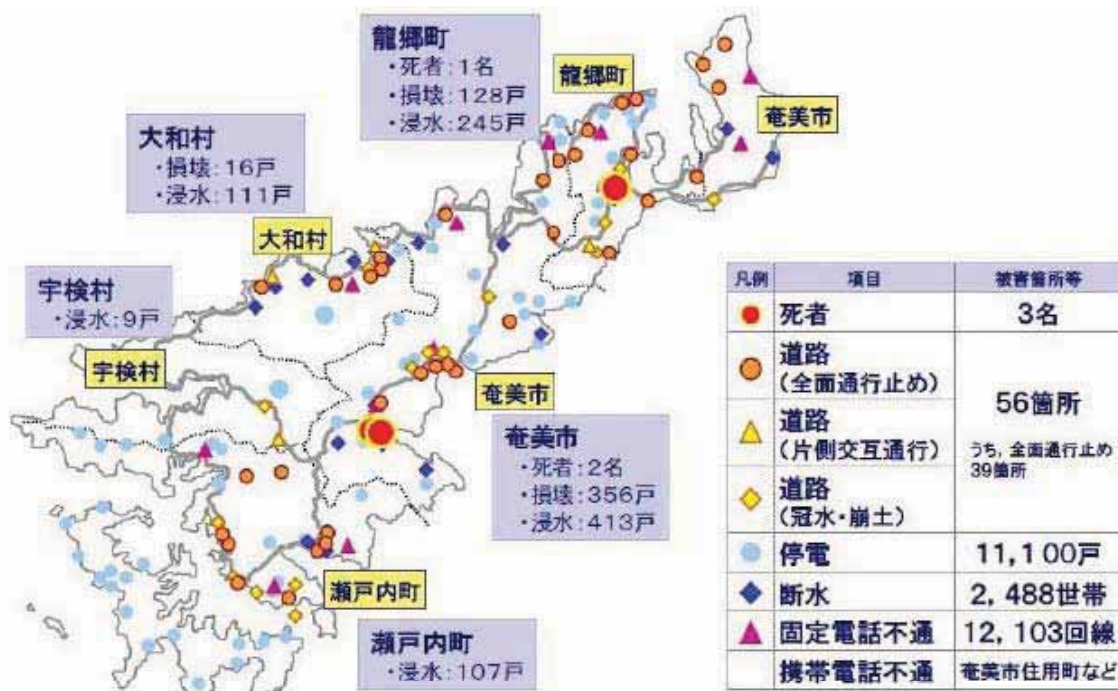 龍郷町
・死者:1名
・損壊:128戸
・浸水:245戸
龍郷町
奄美市
大和村
・損壊:16戸
・浸水:111戸
大和村
宇検村
・浸水:9戸
宇検村
奄美市
奄美市
・死者:2名
・損壊:356戸
・浸水:413戸
瀬戸内町
瀬戸内町
・浸水:107戸
凡例 項目 被害箇所等
死者 3名
道路
(全面通行止め)
道路
(片側交互通行)
道路
(冠水・崩土)
56箇所
うち, 全面通行止め
39箇所
停電 11,100戸
断水 2,488世帯
固定電話不通 12,103回線
携帯電話不通 奄美市住用町など